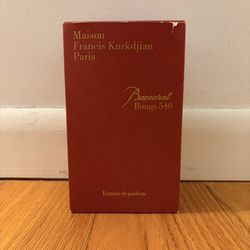 Maison
Francis Kurkdjian
Paris
Baccarat
Rouge 540
Extrait de parfum